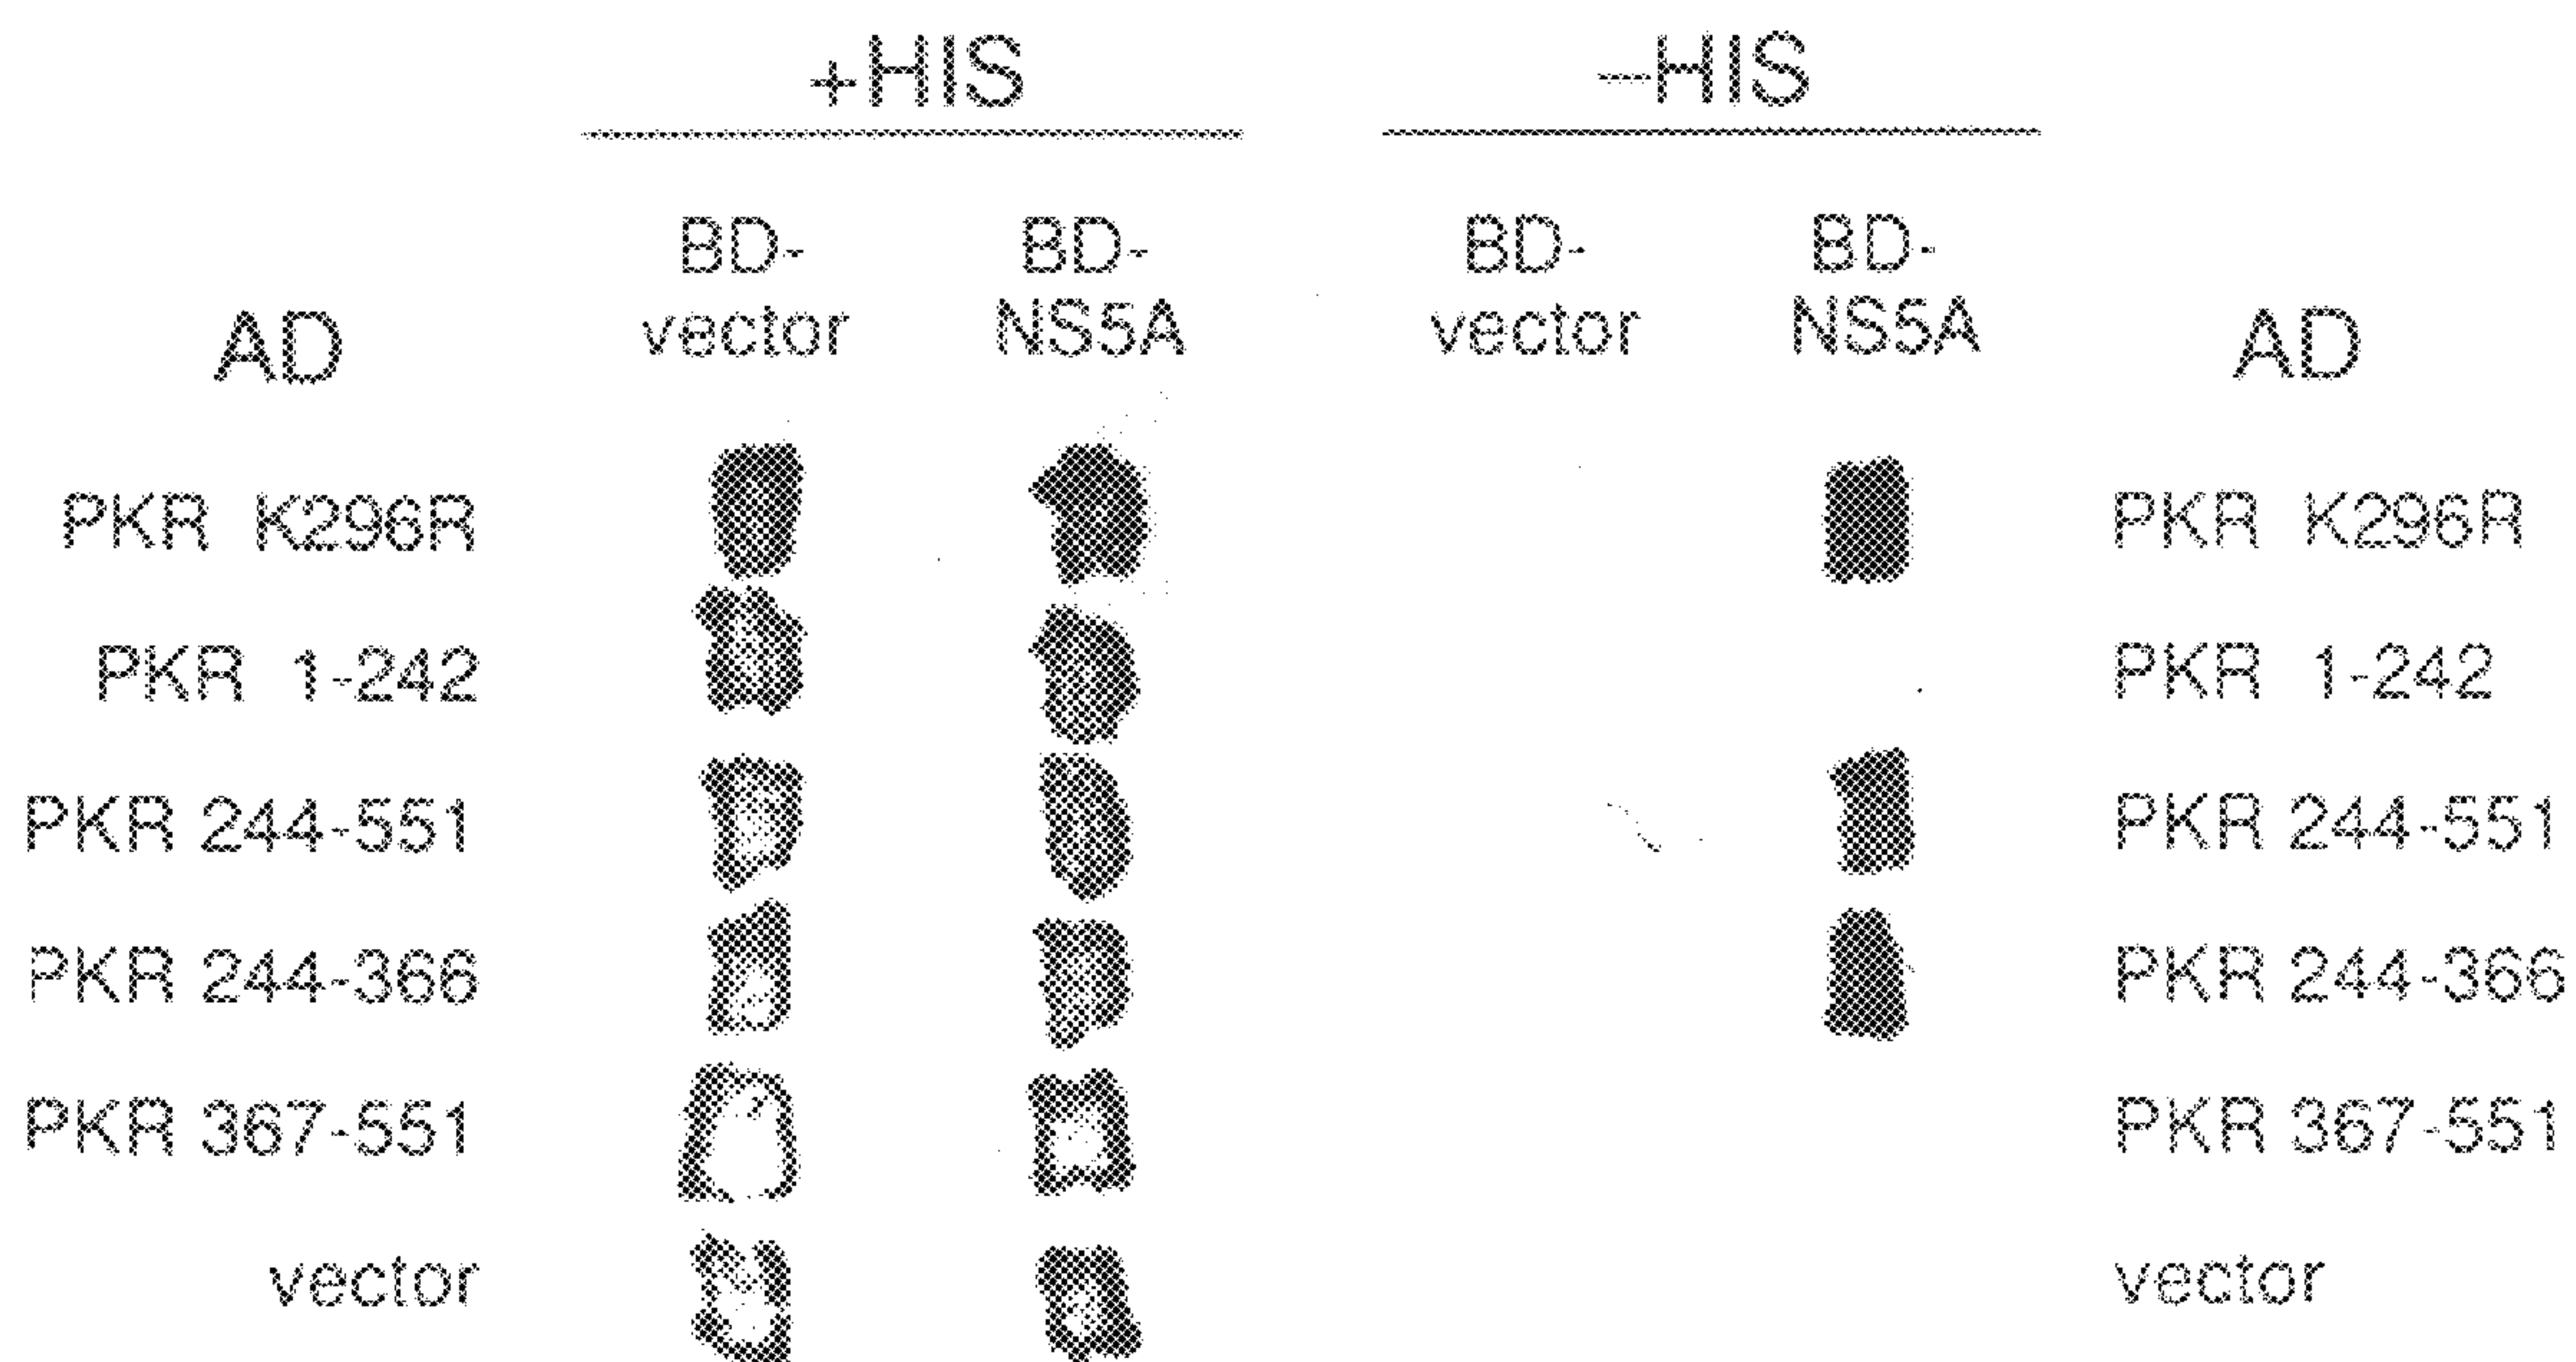 +HIS –HIS
BD- BD- BD- BD-
vector NS5A vector NS5A
AD AD
PKR K296R PKR K296R
PKR 1-242 PKR 1-242
PKR 244-551 PKR 244-551
PKR 244-366 PKR 244-366
PKR 367-551 PKR 367-551
vector vector